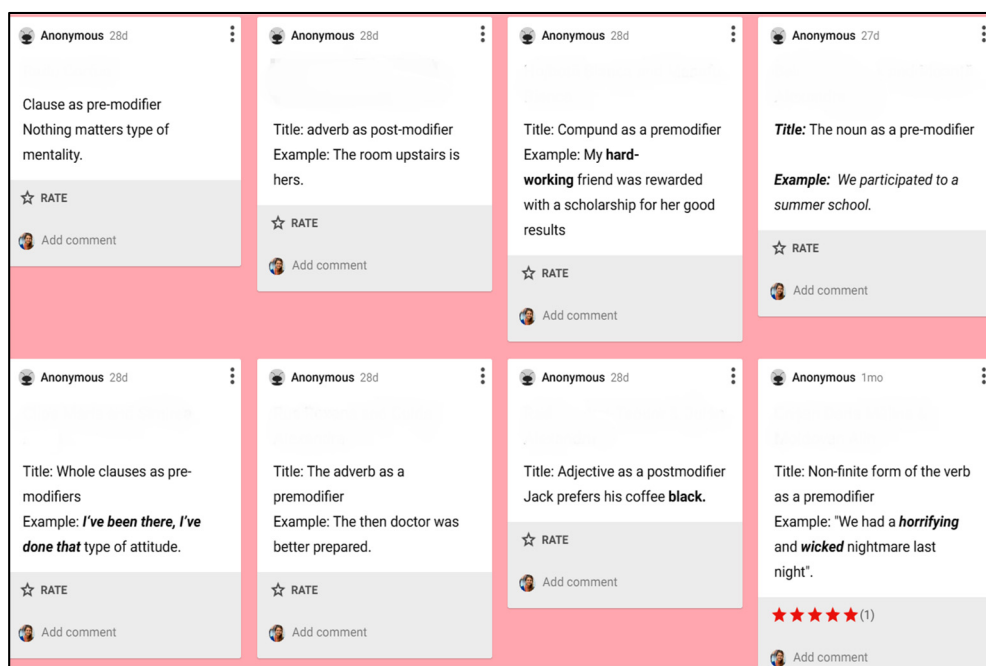 Anonymous 28d
Clause as pre-modifier
Nothing matters type of
mentality.
RATE
Add comment
Anonymous 28d
Title: adverb as post-modifier
Example: The room upstairs is
hers.
RATE
Add comment
Anonymous 28d
Title: Compund as a premodifier
Example: My hard-
working friend was rewarded
with a scholarship for her good
results
RATE
Add comment
Anonymous 27d
Title: The noun as a pre-modifier
Example: We participated to a
summer school.
RATE
Add comment
Anonymous 28d
Title: Whole clauses as pre-
modifiers
Example: I've been there, I've
done that type of attitude.
RATE
Add comment
Anonymous 28d
Title: The adverb as a
premodifier
Example: The then doctor was
better prepared.
RATE
Add comment
Anonymous 28d
Title: Adjective as a postmodifier
Jack prefers his coffee black.
RATE
Add comment
Anonymous 1mo
Title: Non-finite form of the verb
as a premodifier
Example: "We had a horrifying
and wicked nightmare last
night".
(1)
Add comment